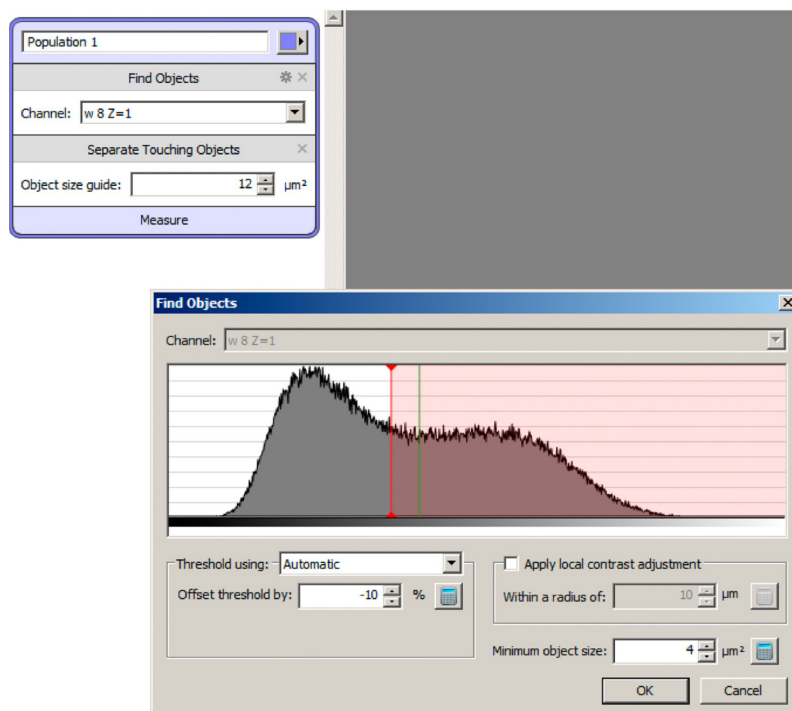 Population 1
Find Objects
Channel: w 8 Z=1
Separate Touching Objects
Object size guide: 12 µm²
Measure
Find Objects
Channel: w 8 Z=1
Threshold using: Automatic
Offset threshold by: -10 %
Apply local contrast adjustment
Within a radius of: 10 µm
Minimum object size: 4 µm²
OK Cancel